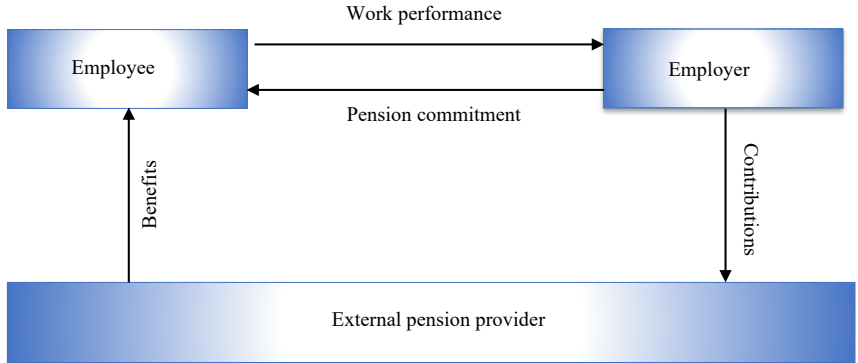 Work performance
Employee
Employer
Pension commitment
Benefits
Contributions
External pension provider